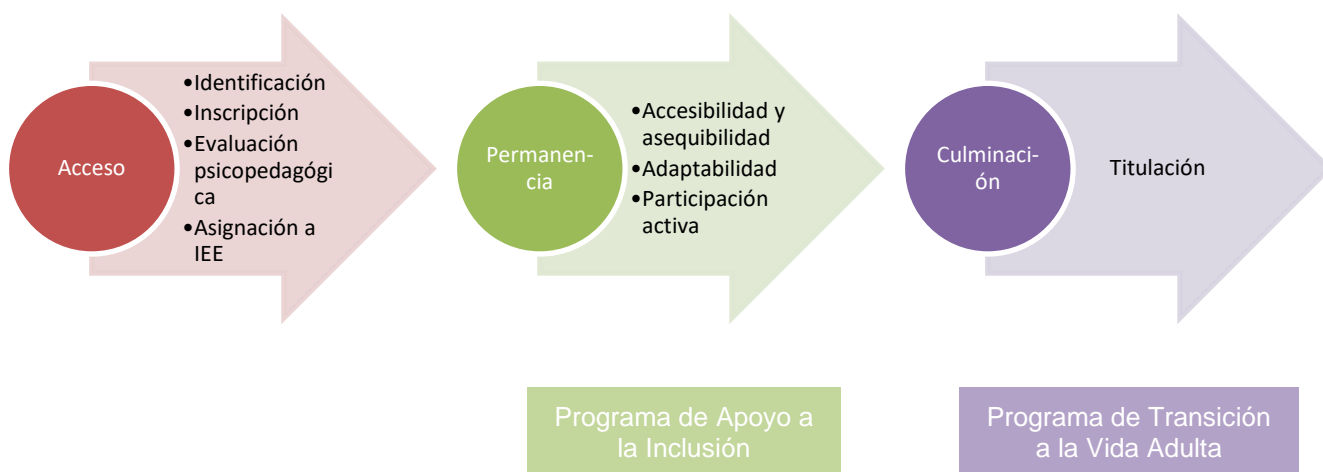 Acceso
•Identificación
•Inscripción
•Evaluación
psicopedagógi
ca
•Asignación a
IEE
Permanen-
cia
•Accesibilidad y
asequibilidad
•Adaptabilidad
•Participación
activa
Culminaci-
ón
Titulación
Programa de Apoyo a
la Inclusión
Programa de Transición
a la Vida Adulta